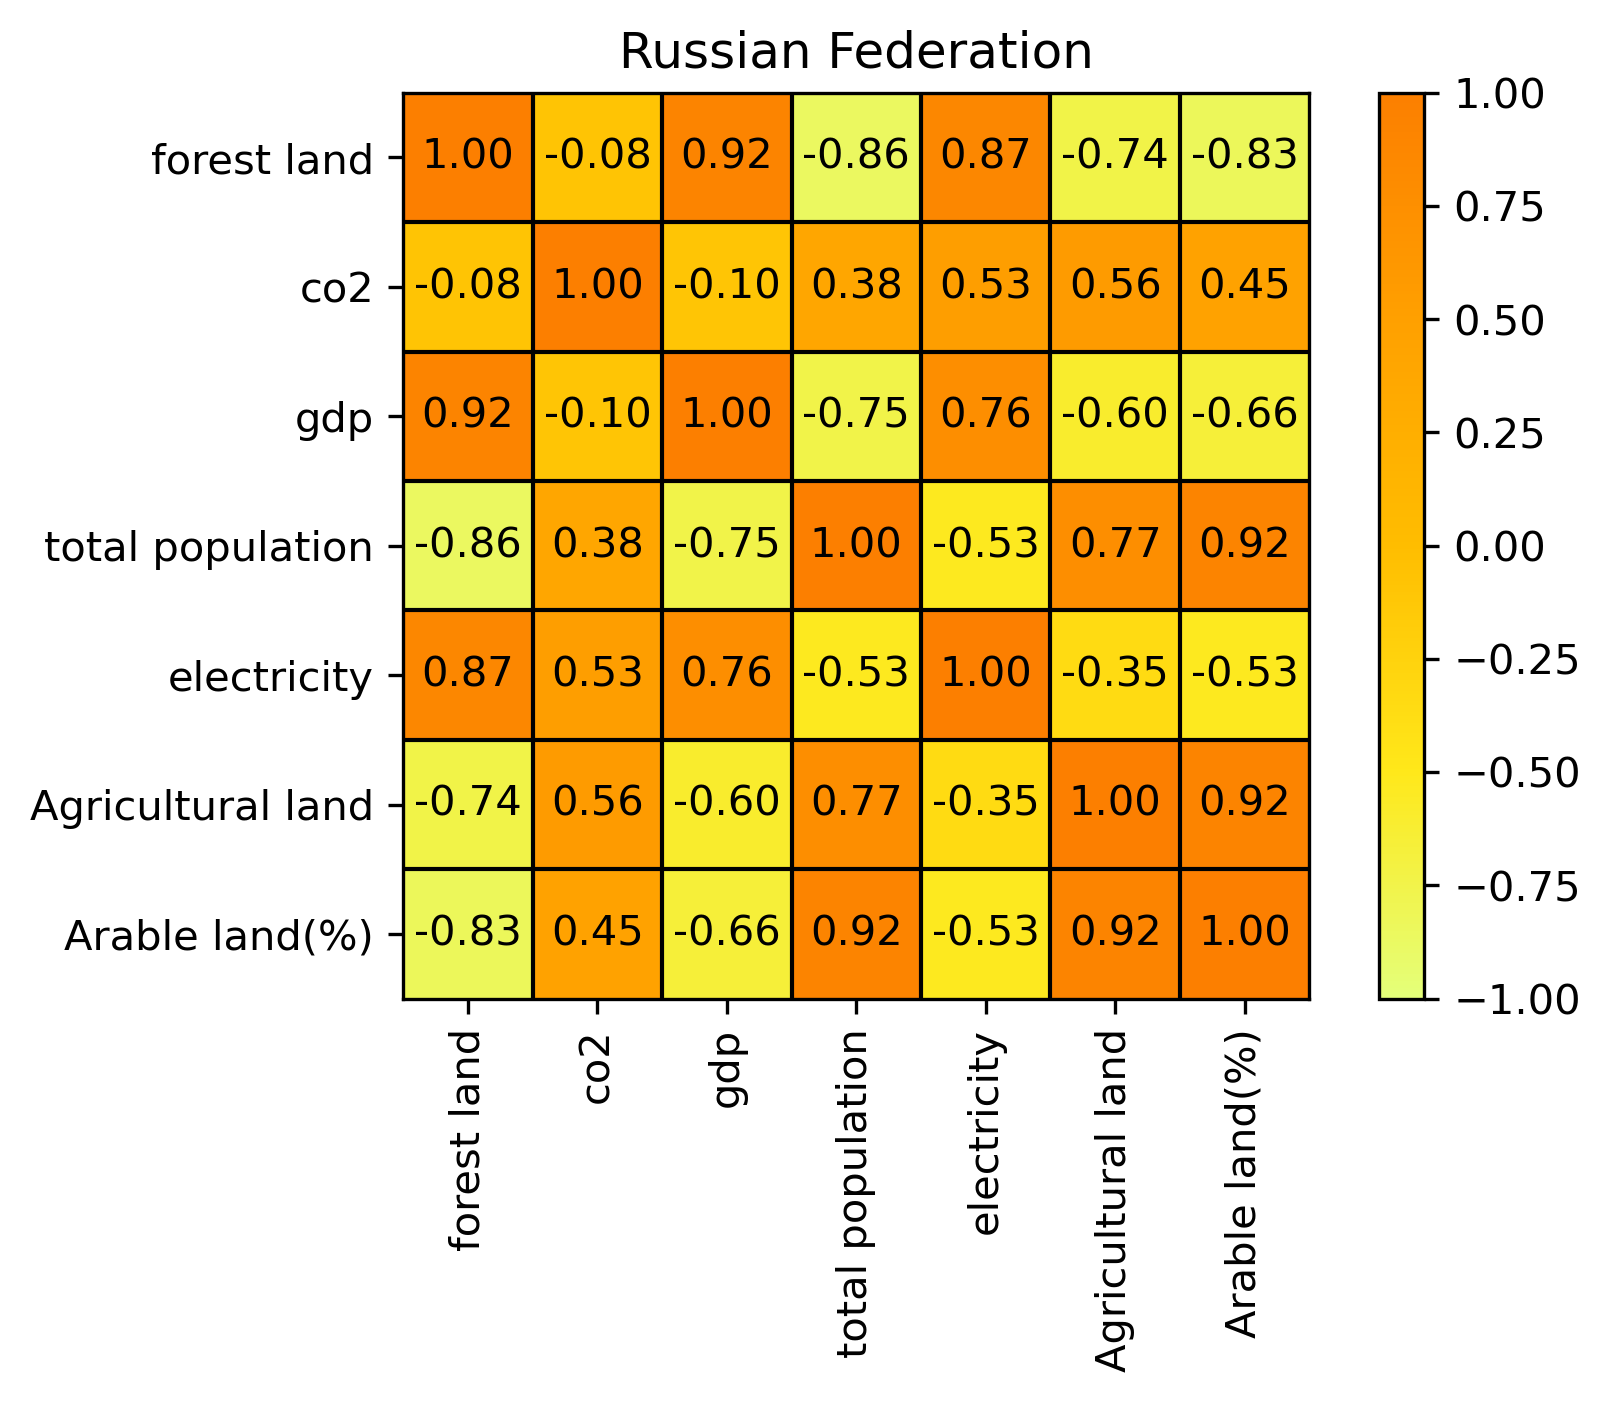 Russian Federation
forest land 1.00 -0.08 0.92 -0.86 0.87 -0.74 -0.83
co2 -0.08 1.00 -0.10 0.38 0.53 0.56 0.45
gdp 0.92 -0.10 1.00 -0.75 0.76 -0.60 -0.66
total population -0.86 0.38 -0.75 1.00 -0.53 0.77 0.92
electricity 0.87 0.53 0.76 -0.53 1.00 -0.35 -0.53
Agricultural land -0.74 0.56 -0.60 0.77 -0.35 1.00 0.92
Arable land(%) -0.83 0.45 -0.66 0.92 -0.53 0.92 1.00
forest land
co2
gdp
total population
electricity
Agricultural land
Arable land(%)
1.00
0.75
0.50
0.25
0.00
−0.25
−0.50
−0.75
−1.00